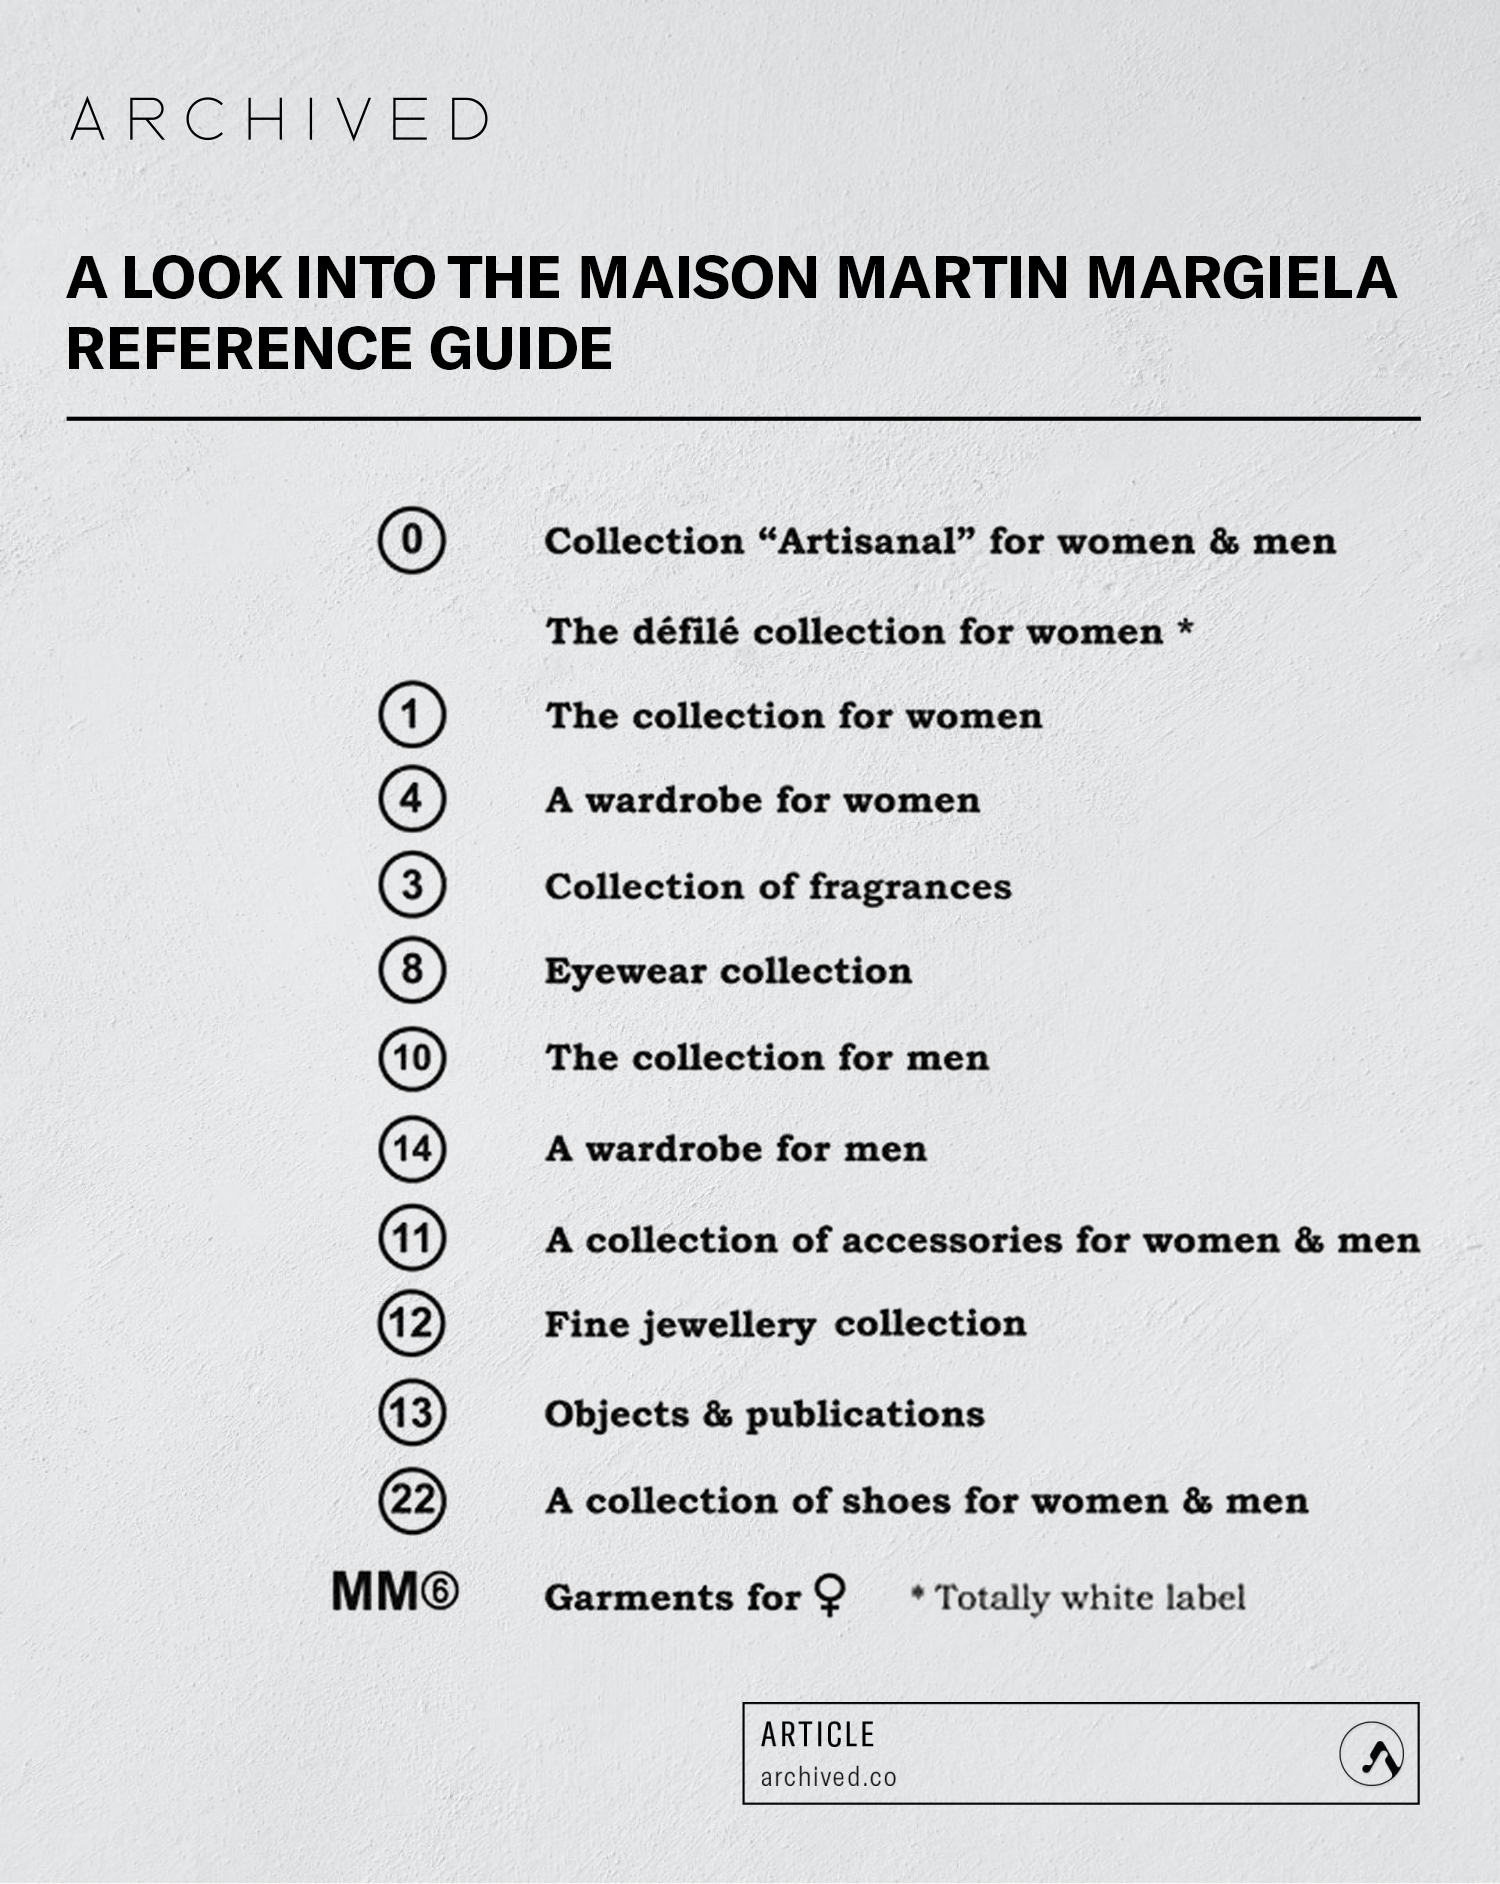 ARCHIVED
A LOOK INTO THE MAISON MARTIN MARGIELA
REFERENCE GUIDE
0 Collection “Artisanal” for women & men
The défilé collection for women *
1 The collection for women
4 A wardrobe for women
3 Collection of fragrances
8 Eyewear collection
10 The collection for men
14 A wardrobe for men
11 A collection of accessories for women & men
12 Fine jewellery collection
13 Objects & publications
22 A collection of shoes for women & men
MM⑥ Garments for ♀ * Totally white label
ARTICLE
archived.co